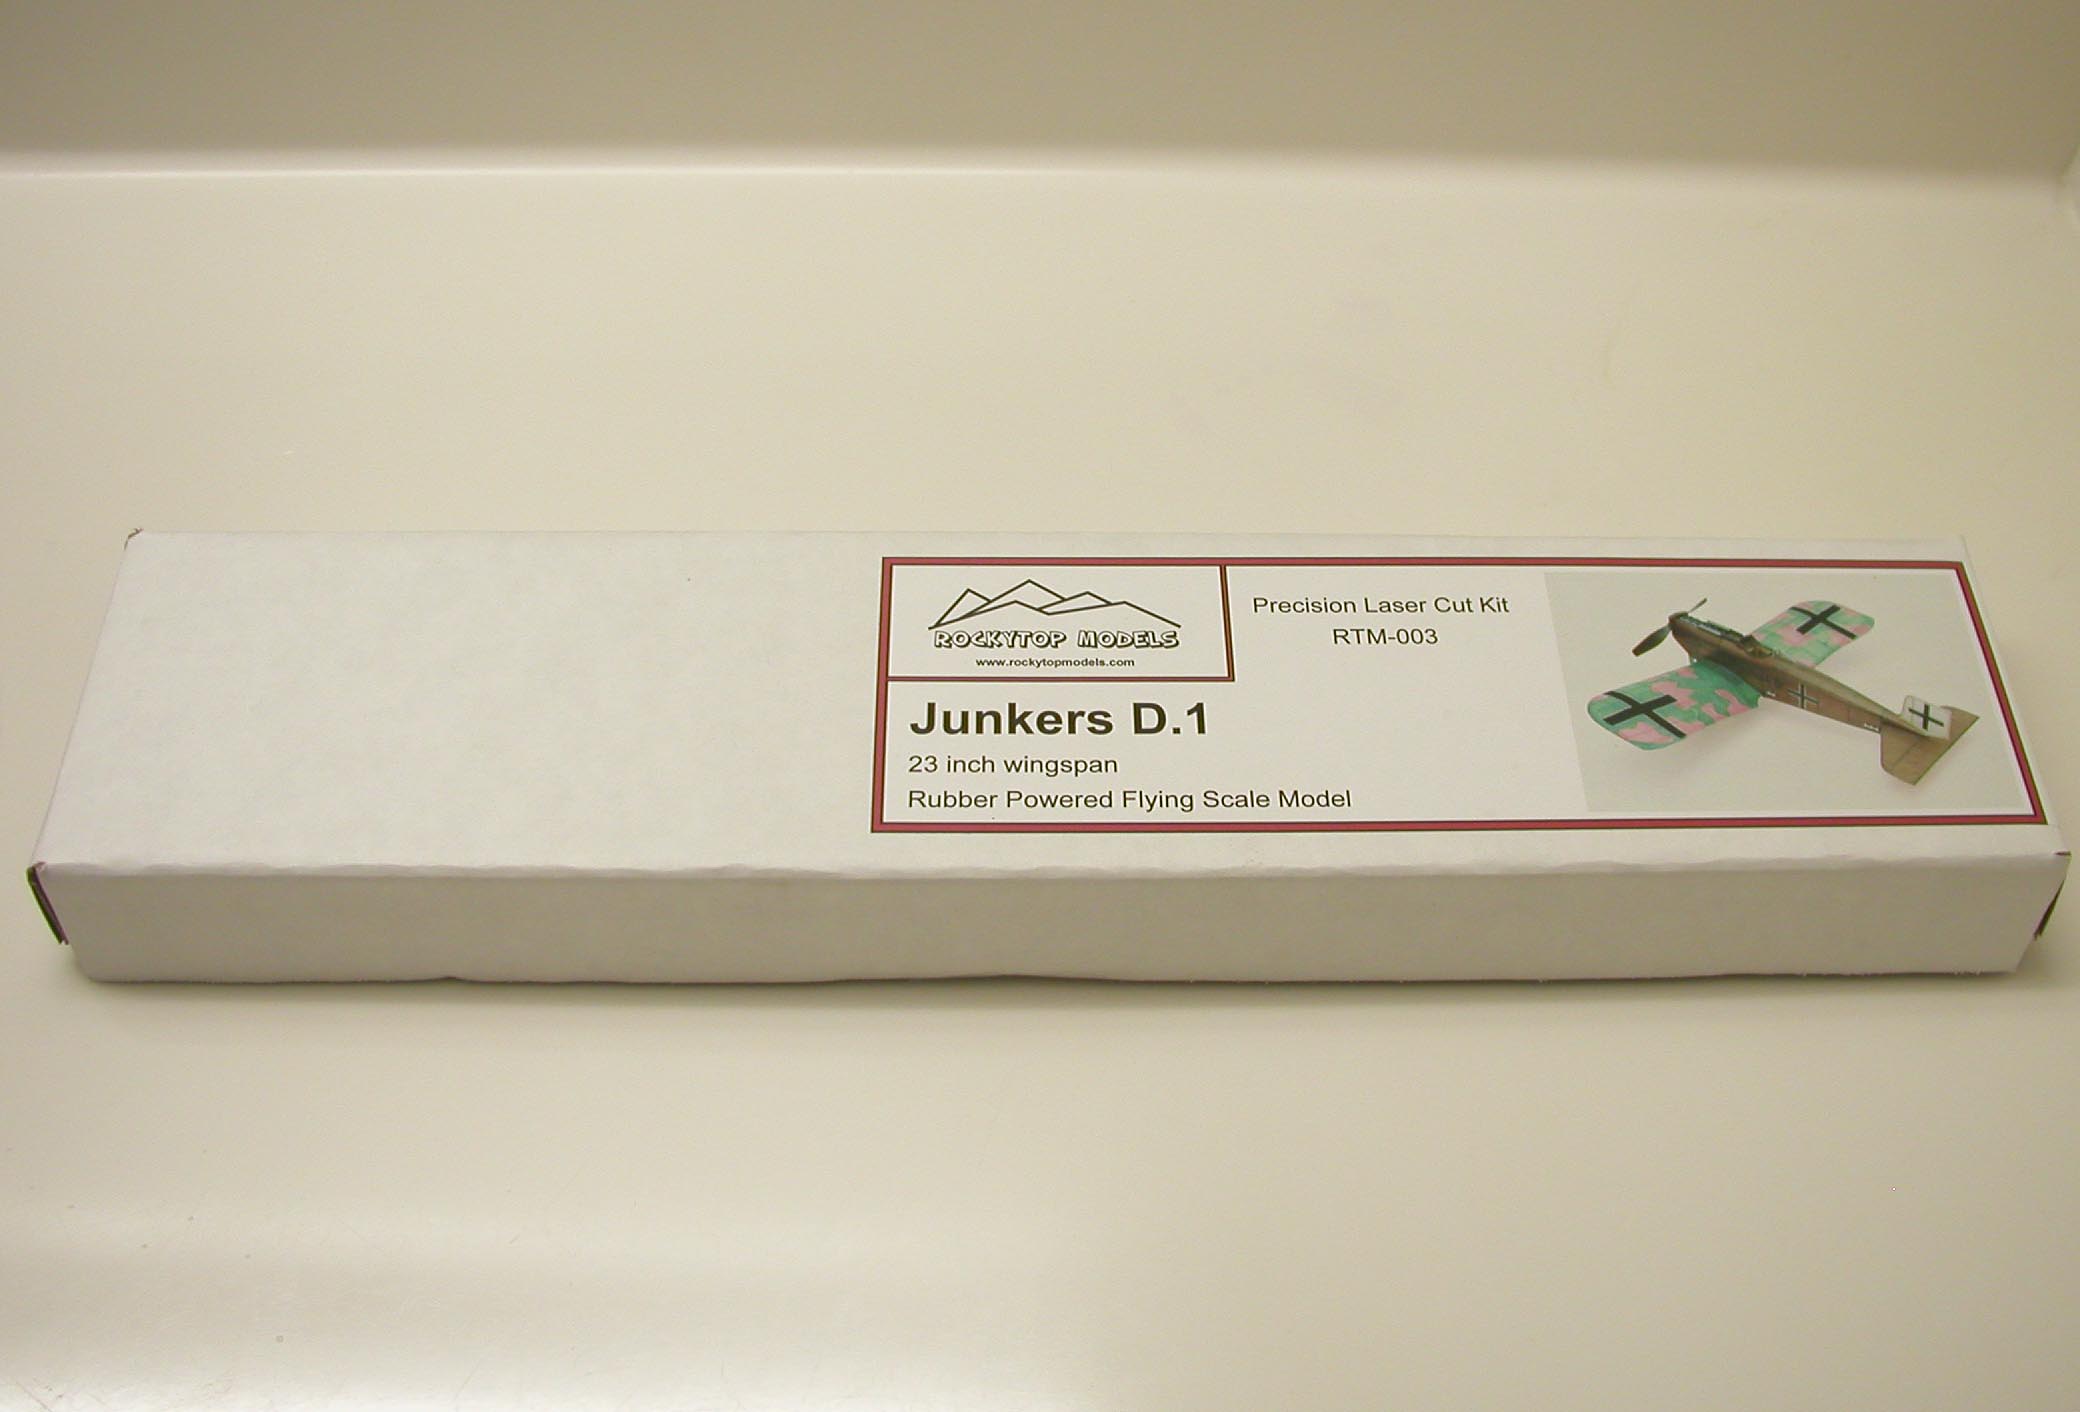 ROCKYTOP MODELS
www.rockytopmodels.com
Precision Laser Cut Kit
RTM-003
Junkers D.1
23 inch wingspan
Rubber Powered Flying Scale Model